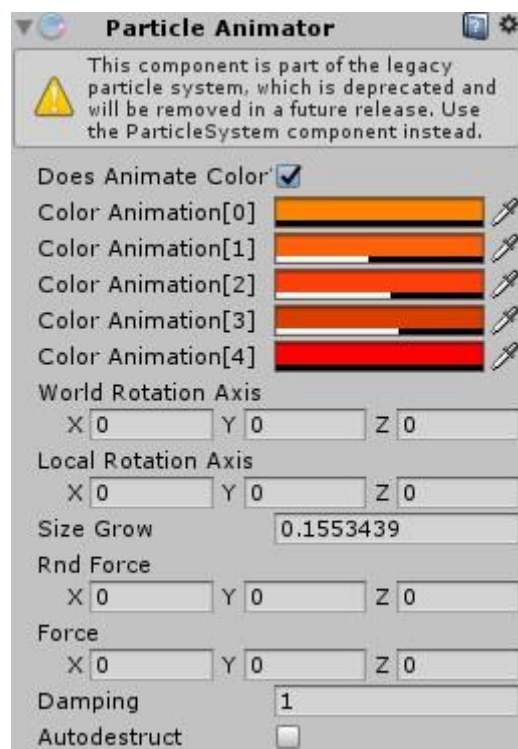 Particle Animator
This component is part of the legacy
particle system, which is deprecated and
will be removed in a future release. Use
the ParticleSystem component instead.
Does Animate Color
Color Animation[0]
Color Animation[1]
Color Animation[2]
Color Animation[3]
Color Animation[4]
World Rotation Axis
X 0 Y 0 Z 0
Local Rotation Axis
X 0 Y 0 Z 0
Size Grow 0.1553439
Rnd Force
X 0 Y 0 Z 0
Force
X 0 Y 0 Z 0
Damping 1
Autodestruct